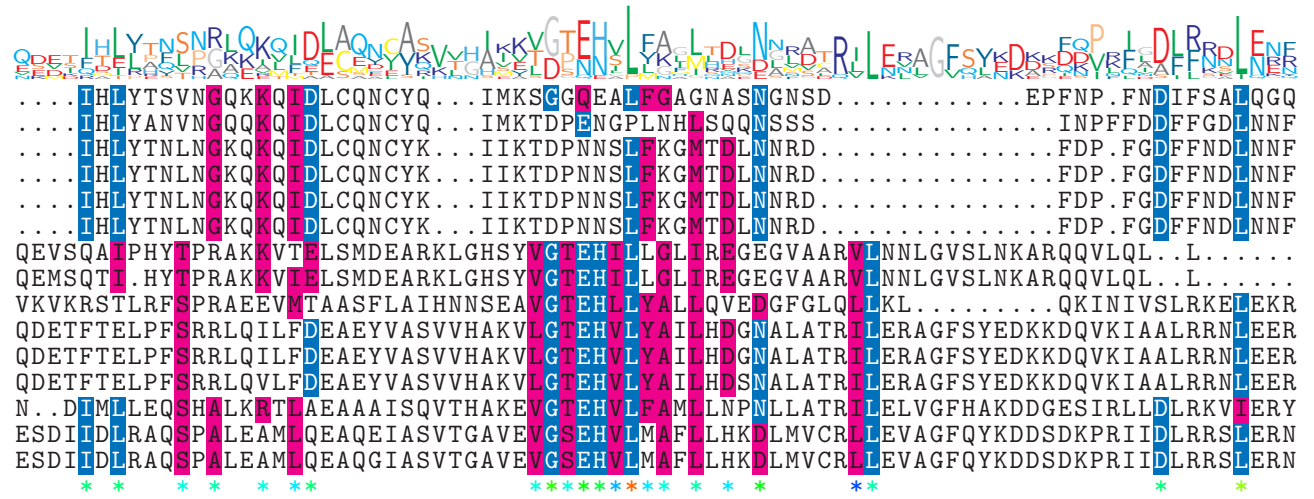 ....IHLYTSVNGQKKQIDLCQNCYQ...IMKSGGQEALFGAGNASNGNSD............EPFNP.FNDIFSALQGQ
....IHLYANVNGQQKQIDLCQNCYQ...IMKTDPENGPLNHLSQQNSSS...............INPFFDDFFGDLNNF
....IHLYTNLNGKQKQIDLCQNCYK...IIKTDPNNSLFKGMTDLNNRD...............FDP.FGDFFNDLNNF
....IHLYTNLNGKQKQIDLCQNCYK...IIKTDPNNSLFKGMTDLNNRD...............FDP.FGDFFNDLNNF
....IHLYTNLNGKQKQIDLCQNCYK...IIKTDPNNSLFKGMTDLNNRD...............FDP.FGDFFNDLNNF
....IHLYTNLNGKQKQIDLCQNCYK...IIKTDPNNSLFKGMTDLNNRD...............FDP.FGDFFNDLNNF
QEVSQAIPHYTPRAKKVTELSMDEARKLGHSYVGTEHILLGLIREGEGVAARVLNNLGVSLNKARQQVLQL..L......
QEMSQTI.HYTPRAKKVIELSMDEARKLGHSYVGTEHILLGLIREGEGVAARVLNNLGVSLNKARQQVLQL..L......
VKVKRSTLRFSPRAEEVMTAASFLAIHNNSEAVGTEHLLYALLQVEDGFGLQLLKL.........QKINIVSLRKELEKR
QDETFTELPFSRRLQILFDEAEYVASVVHAKVLGTEHVLYAILHDGNALATRILERAGFSYEDKKDQVKIAALRRNLEER
QDETFTELPFSRRLQILFDEAEYVASVVHAKVLGTEHVLYAILHDGNALATRILERAGFSYEDKKDQVKIAALRRNLEER
QDETFTELPFSRRLQVLFDEAEYVASVVHAKVLGTEHVLYAILHDSNALATRILERAGFSYEDKKDQVKIAALRRNLEER
N..DIMLLEQSHALKRTLAEAAAISQVTHAKEVGTEHVLFAMLLNPNLLATRILELVGFHAKDDGESIRLLDLRKVIERY
ESDIIDLRAQSPALEAMLQEAQEIASVTGAVEVGSEHVLMAFLLHKDLMVCRLLEVAGFQYKDDSDKPRIIDLRRSLERN
ESDIIDLRAQSPALEAMLQEAQGIASVTGAVEVGSEHVLMAFLLHKDLMVCRLLEVAGFQYKDDSDKPRIIDLRRSLERN
* * * * * * * * * * * * * * * * * * * * * * *